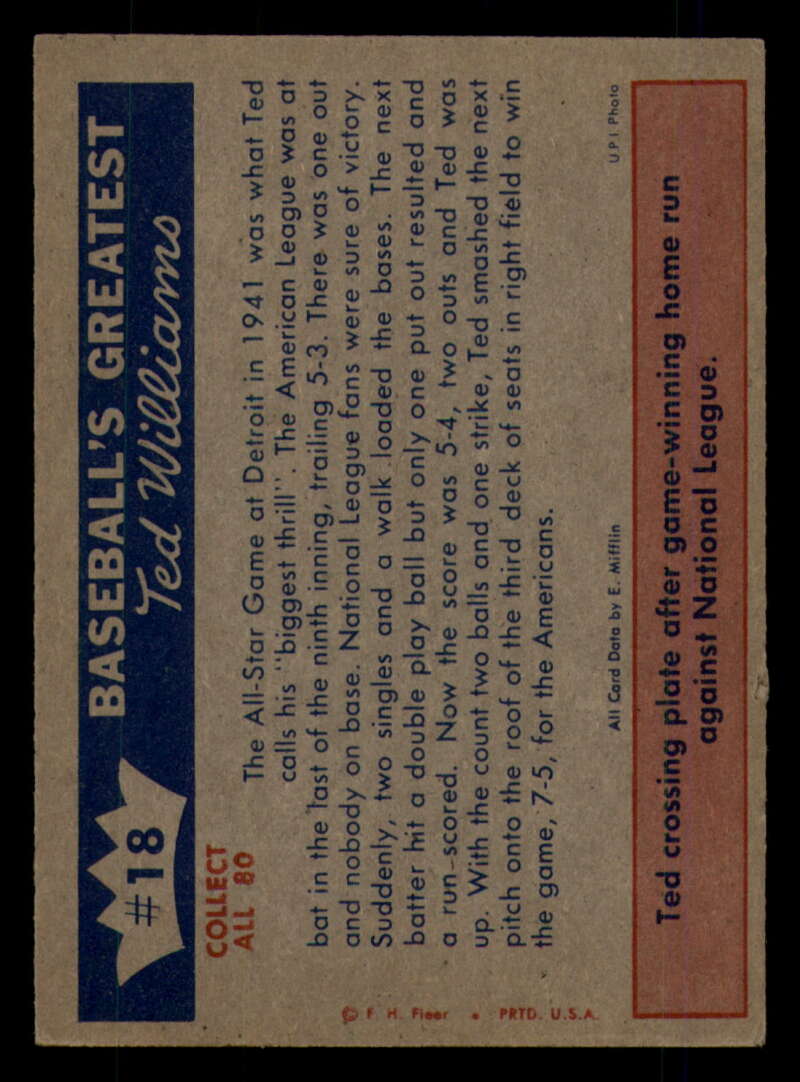 #18
BASEBALL'S GREATEST
Ted Williams
COLLECT
ALL 80
The All-Star Game at Detroit in 1941 was what Ted
calls his "biggest thrill". The American League was at
bat in the last of the ninth inning, trailing 5-3. There was one out
and nobody on base. National League fans were sure of victory.
Suddenly, two singles and a walk loaded the bases. The next
batter hit a double play ball but only one put out resulted and
a run scored. Now the score was 5-4, two outs and Ted was
up. With the count two balls and one strike, Ted smashed the next
pitch onto the roof of the third deck of seats in right field to win
the game, 7-5, for the Americans.
© F. H. Fleer • PRTD. U.S.A.
All Card Data by E. Mifflin
U.P.I Photo
Ted crossing plate after game-winning home run
against National League.